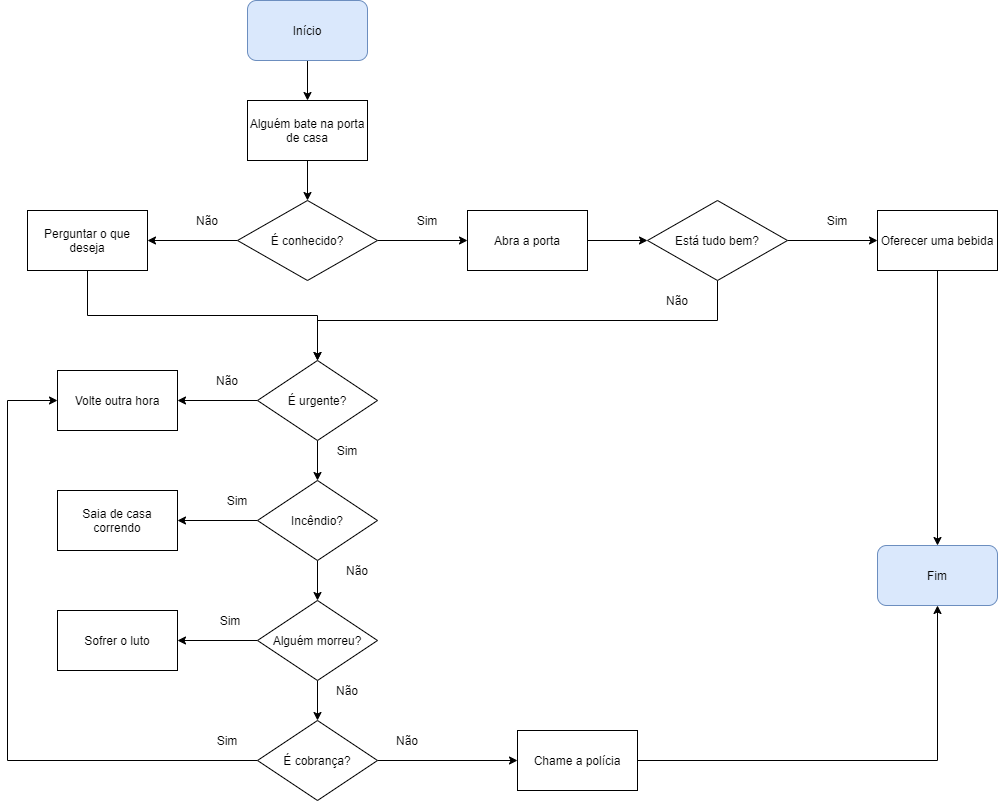 Início
Alguém bate na porta
de casa
Não
Sim
Sim
Perguntar o que
deseja
É conhecido?
Abra a porta
Está tudo bem?
Oferecer uma bebida
Não
Não
Volte outra hora
É urgente?
Sim
Sim
Saia de casa
correndo
Incêndio?
Não
Fim
Sim
Sofrer o luto
Alguém morreu?
Não
Sim
Não
É cobrança?
Chame a polícia